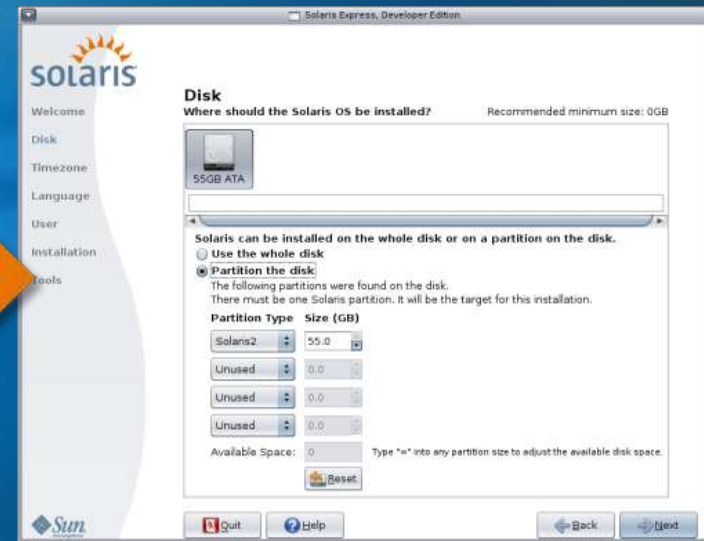 Solaris Express, Developer Edition
solaris
Welcome
Disk
Timezone
Language
User
Installation
Tools
Disk
Where should the Solaris OS be installed? Recommended minimum size: 0GB
55GB ATA
Solaris can be installed on the whole disk or on a partition on the disk.
Use the whole disk
Partition the disk
The following partitions were found on the disk.
There must be one Solaris partition. It will be the target for this installation.
Partition Type Size (GB)
Solaris2 55.0
Unused 0.0
Unused 0.0
Unused 0.0
Available Space: 0 Type "=" into any partition size to adjust the available disk space.
Reset
Sun
Quit Help Back Next